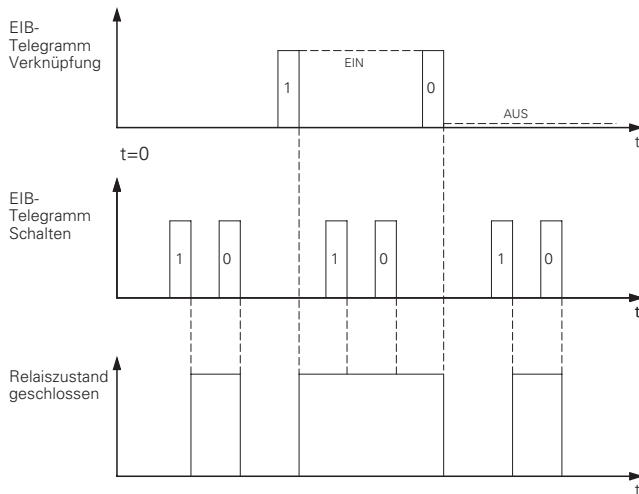 EIB-
Telegramm
Verknüpfung
EIN
1
0
AUS
t
t=0
EIB-
Telegramm
Schalten
1
0
1
0
1
0
t
Relaiszustand
geschlossen
t